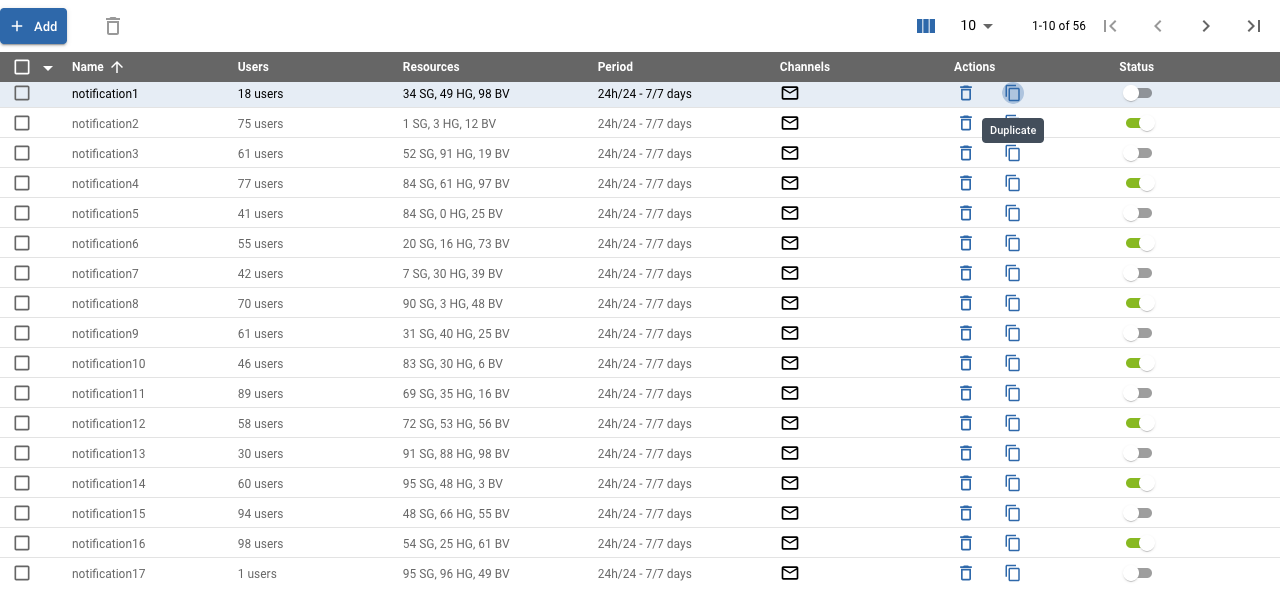 Add 10 1-10 of 56
Name Users Resources Period Channels Actions Status
notification1 18 users 34 SG, 49 HG, 98 BV 24h/24 - 7/7 days
notification2 75 users 1 SG, 3 HG, 12 BV 24h/24 - 7/7 days
Duplicate
notification3 61 users 52 SG, 91 HG, 19 BV 24h/24 - 7/7 days
notification4 77 users 84 SG, 61 HG, 97 BV 24h/24 - 7/7 days
notification5 41 users 84 SG, 0 HG, 25 BV 24h/24 - 7/7 days
notification6 55 users 20 SG, 16 HG, 73 BV 24h/24 - 7/7 days
notification7 42 users 7 SG, 30 HG, 39 BV 24h/24 - 7/7 days
notification8 70 users 90 SG, 3 HG, 48 BV 24h/24 - 7/7 days
notification9 61 users 31 SG, 40 HG, 25 BV 24h/24 - 7/7 days
notification10 46 users 83 SG, 30 HG, 6 BV 24h/24 - 7/7 days
notification11 89 users 69 SG, 35 HG, 16 BV 24h/24 - 7/7 days
notification12 58 users 72 SG, 53 HG, 56 BV 24h/24 - 7/7 days
notification13 30 users 91 SG, 88 HG, 98 BV 24h/24 - 7/7 days
notification14 60 users 95 SG, 48 HG, 3 BV 24h/24 - 7/7 days
notification15 94 users 48 SG, 66 HG, 55 BV 24h/24 - 7/7 days
notification16 98 users 54 SG, 25 HG, 61 BV 24h/24 - 7/7 days
notification17 1 users 95 SG, 96 HG, 49 BV 24h/24 - 7/7 days